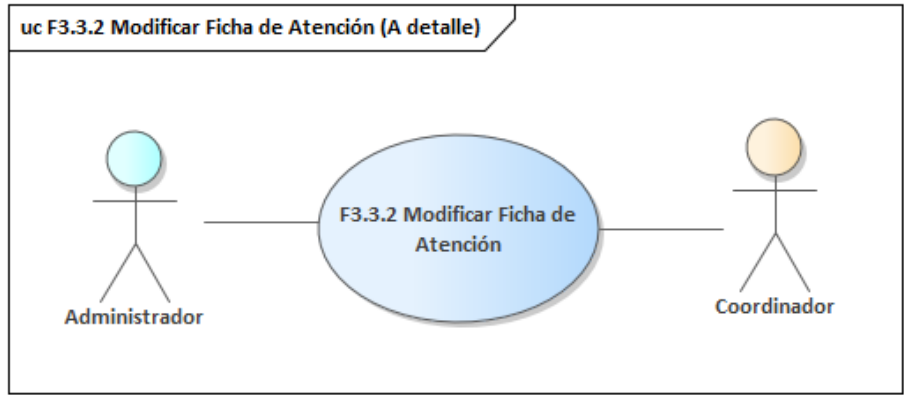 uc F3.3.2 Modificar Ficha de Atención (A detalle)
F3.3.2 Modificar Ficha de
Atención
Administrador
Coordinador